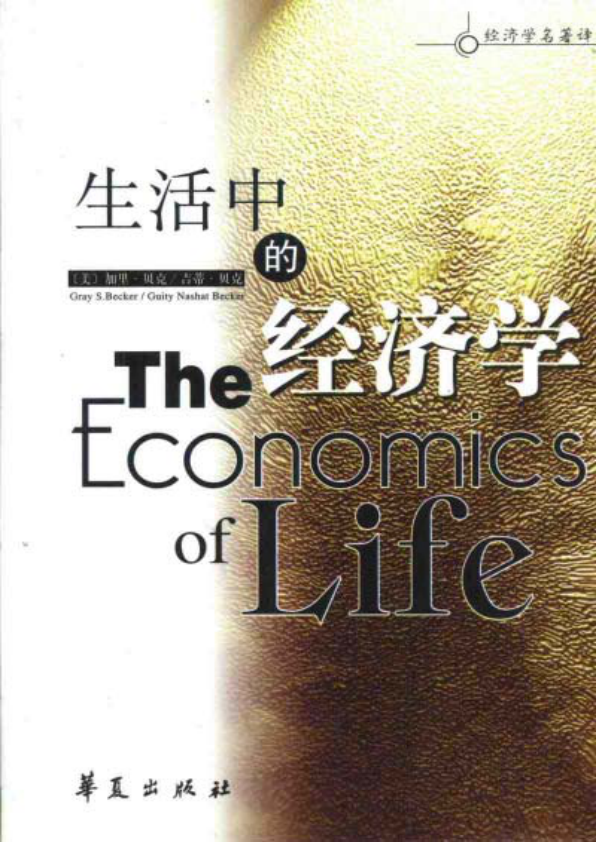 经济学名著译
生活中
的
〔美〕加里·贝克/吉蒂·贝克
Gray S.Becker / Guity Nashat Becker
经济学
The
Economics
of Life
華夏出版社